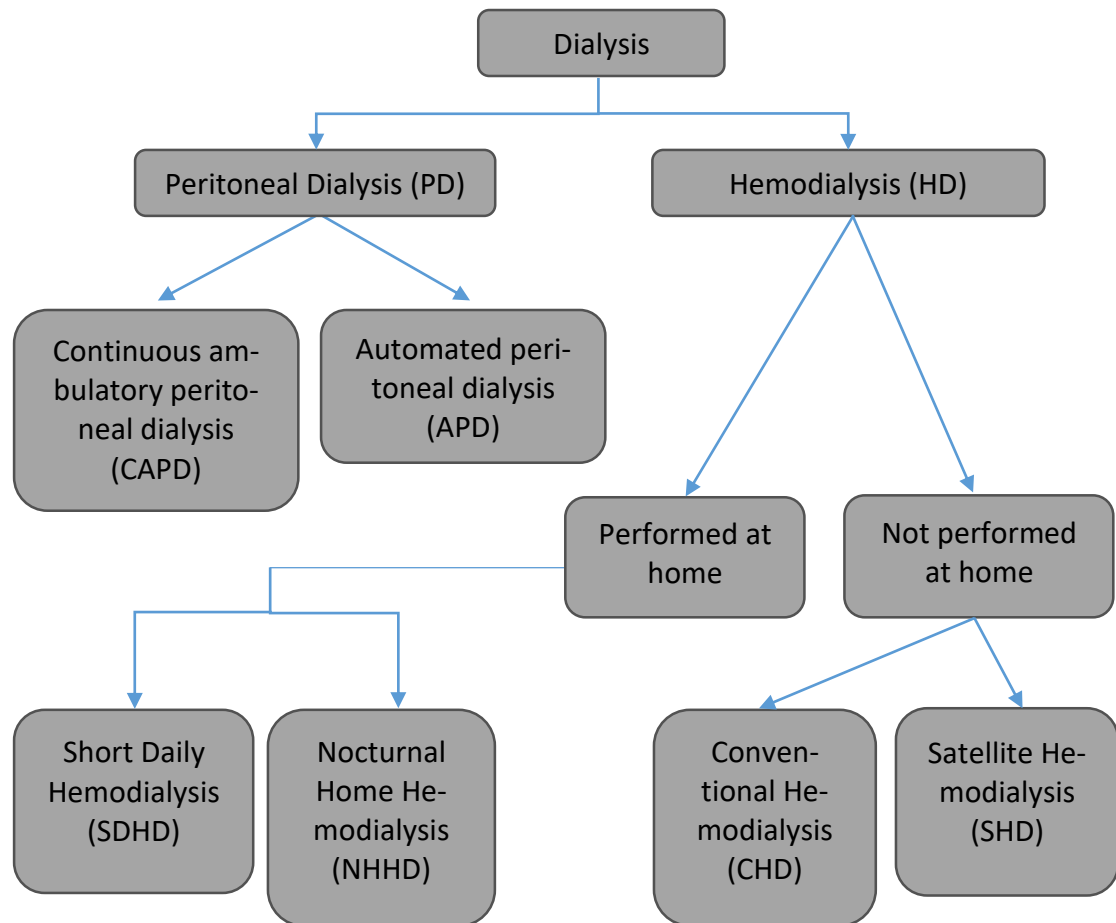 Dialysis
Peritoneal Dialysis (PD)
Hemodialysis (HD)
Continuous am-
bulatory perito-
neal dialysis
(CAPD)
Automated peri-
toneal dialysis
(APD)
Performed at
home
Not performed
at home
Short Daily
Hemodialysis
(SDHD)
Nocturnal
Home He-
modialysis
(NHHD)
Conven-
tional He-
modialysis
(CHD)
Satellite He-
modialysis
(SHD)